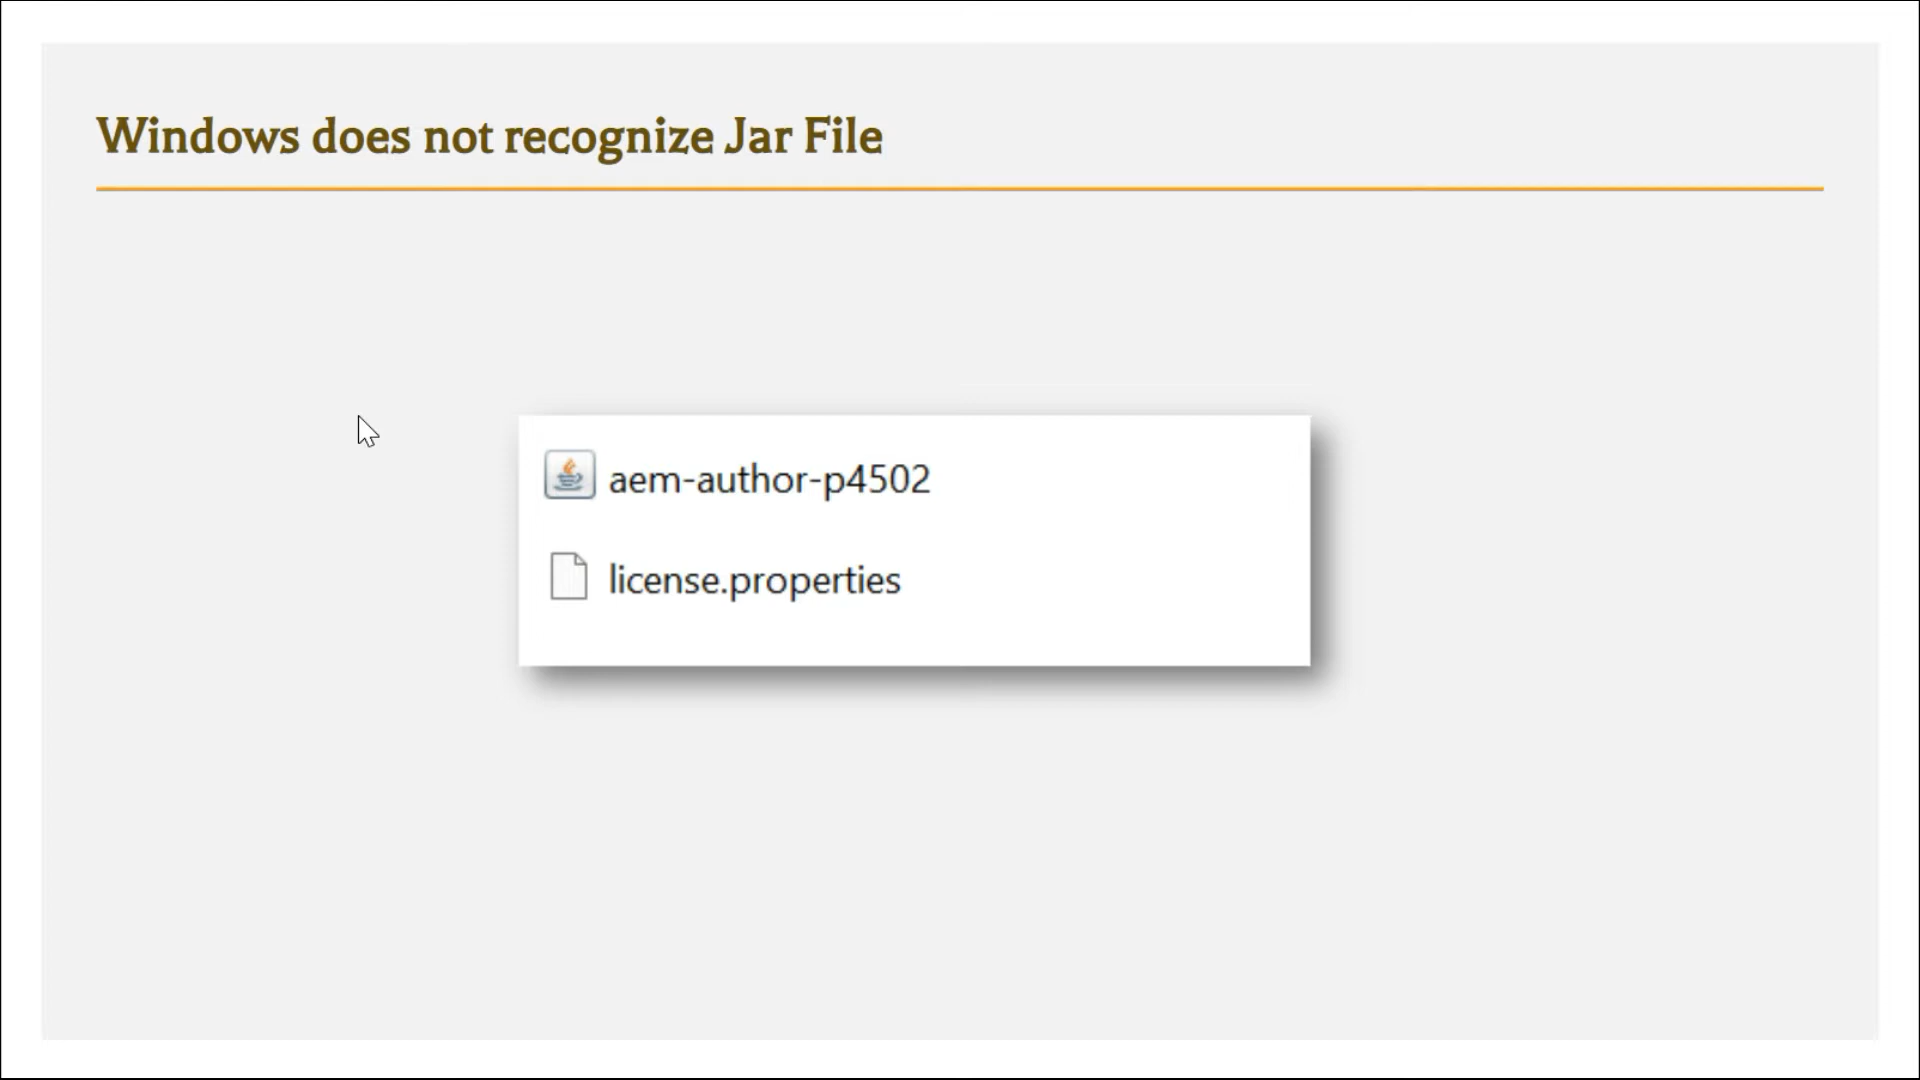 Windows does not recognize Jar File
aem-author-p4502
license.properties